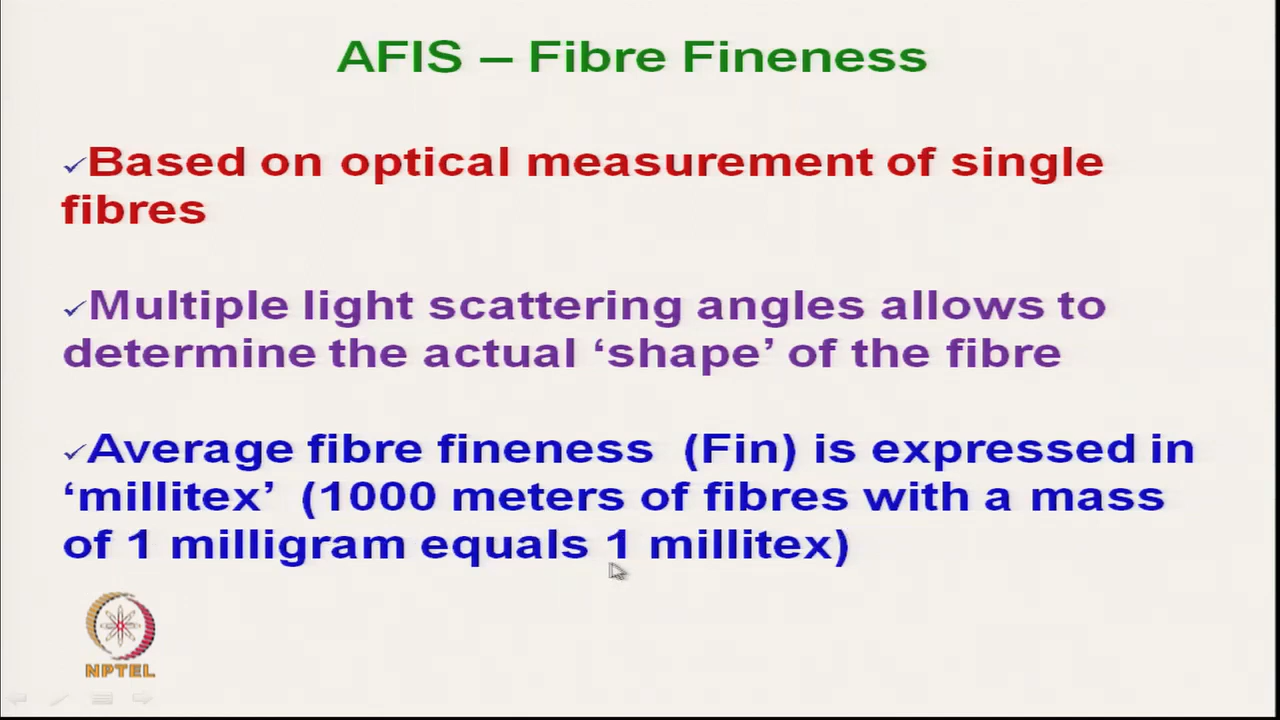 AFIS – Fibre Fineness
✓Based on optical measurement of single
fibres
✓Multiple light scattering angles allows to
determine the actual ‘shape’ of the fibre
✓Average fibre fineness (Fin) is expressed in
‘millitex’ (1000 meters of fibres with a mass
of 1 milligram equals 1 millitex)
NPTEL